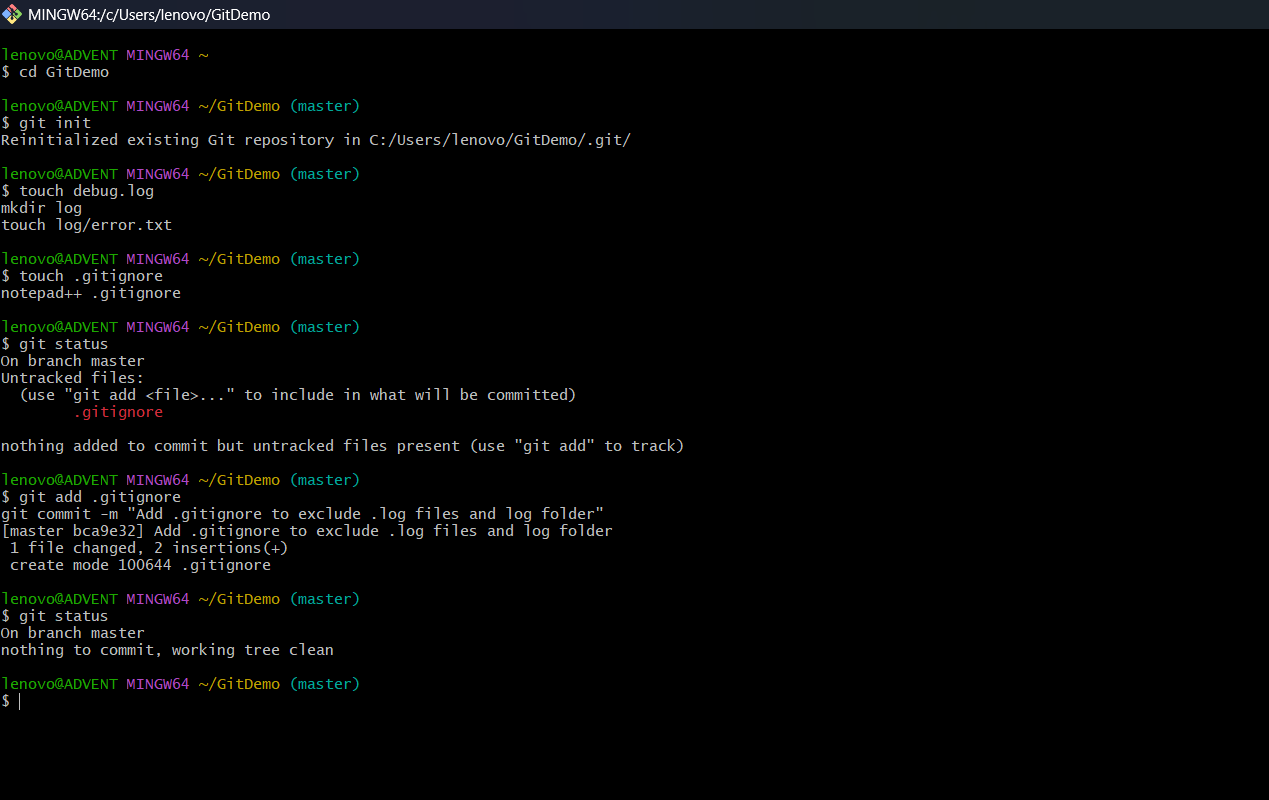 MINGW64:/c/Users/lenovo/GitDemo
lenovo@ADVENT MINGW64 ~
$ cd GitDemo
lenovo@ADVENT MINGW64 ~/GitDemo (master)
$ git init
Reinitialized existing Git repository in C:/Users/lenovo/GitDemo/.git/
lenovo@ADVENT MINGW64 ~/GitDemo (master)
$ touch debug.log
mkdir log
touch log/error.txt
lenovo@ADVENT MINGW64 ~/GitDemo (master)
$ touch .gitignore
notepad++ .gitignore
lenovo@ADVENT MINGW64 ~/GitDemo (master)
$ git status
On branch master
Untracked files:
  (use "git add <file>..." to include in what will be committed)
        .gitignore
nothing added to commit but untracked files present (use "git add" to track)
lenovo@ADVENT MINGW64 ~/GitDemo (master)
$ git add .gitignore
git commit -m "Add .gitignore to exclude .log files and log folder"
[master bca9e32] Add .gitignore to exclude .log files and log folder
 1 file changed, 2 insertions(+)
 create mode 100644 .gitignore
lenovo@ADVENT MINGW64 ~/GitDemo (master)
$ git status
On branch master
nothing to commit, working tree clean
lenovo@ADVENT MINGW64 ~/GitDemo (master)
$